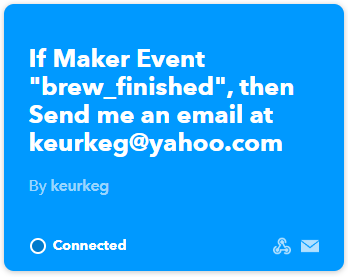 If Maker Event
"brew_finished", then
Send me an email at
keurkeg@yahoo.com
By keurkeg
Connected